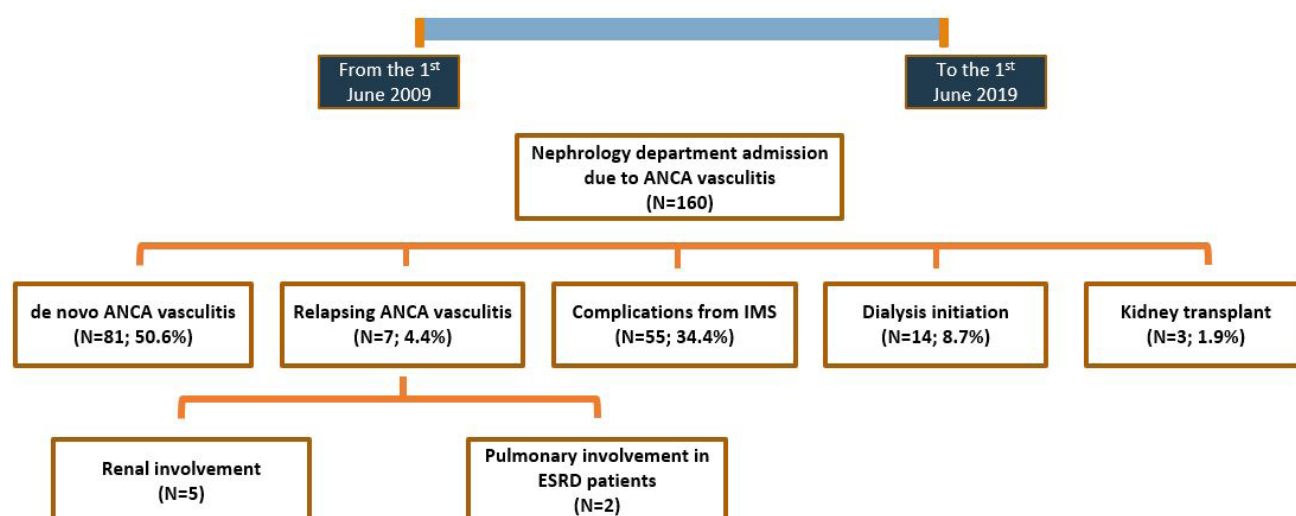 From the 1st
June 2009
To the 1st
June 2019
Nephrology department admission
due to ANCA vasculitis
(N=160)
de novo ANCA vasculitis
(N=81; 50.6%)
Relapsing ANCA vasculitis
(N=7; 4.4%)
Complications from IMS
(N=55; 34.4%)
Dialysis initiation
(N=14; 8.7%)
Kidney transplant
(N=3; 1.9%)
Renal involvement
(N=5)
Pulmonary involvement in
ESRD patients
(N=2)